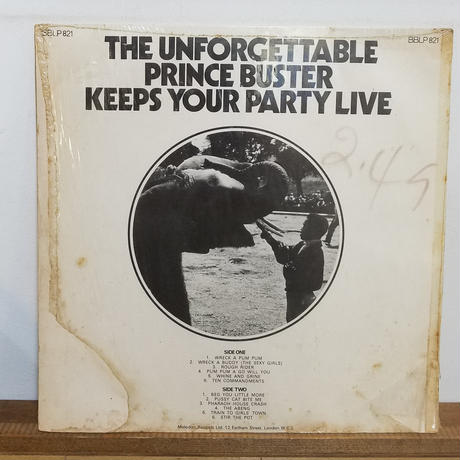 SBLP 821
BBLP 821
THE UNFORGETTABLE
PRINCE BUSTER
KEEPS YOUR PARTY LIVE
2.49
SIDE ONE
1. WRECK A PUM PUM
2. WRECK A BUDDY (THE SEXY GIRLS)
3. ROUGH RIDER
4. PUM PUM A GO WILL YOU
5. WHINE AND GRINE
6. TEN COMMANDMENTS
SIDE TWO
1. BEG YOU LITTLE MORE
2. PUSSY CAT BITE ME
3. PHARAOH HOUSE CRASH
4. THE ABENG
5. TRAIN TO GIRLS TOWN
6. STIR THE POT
Melodisc Records Ltd. 12 Earlham Street, London W.C.2.